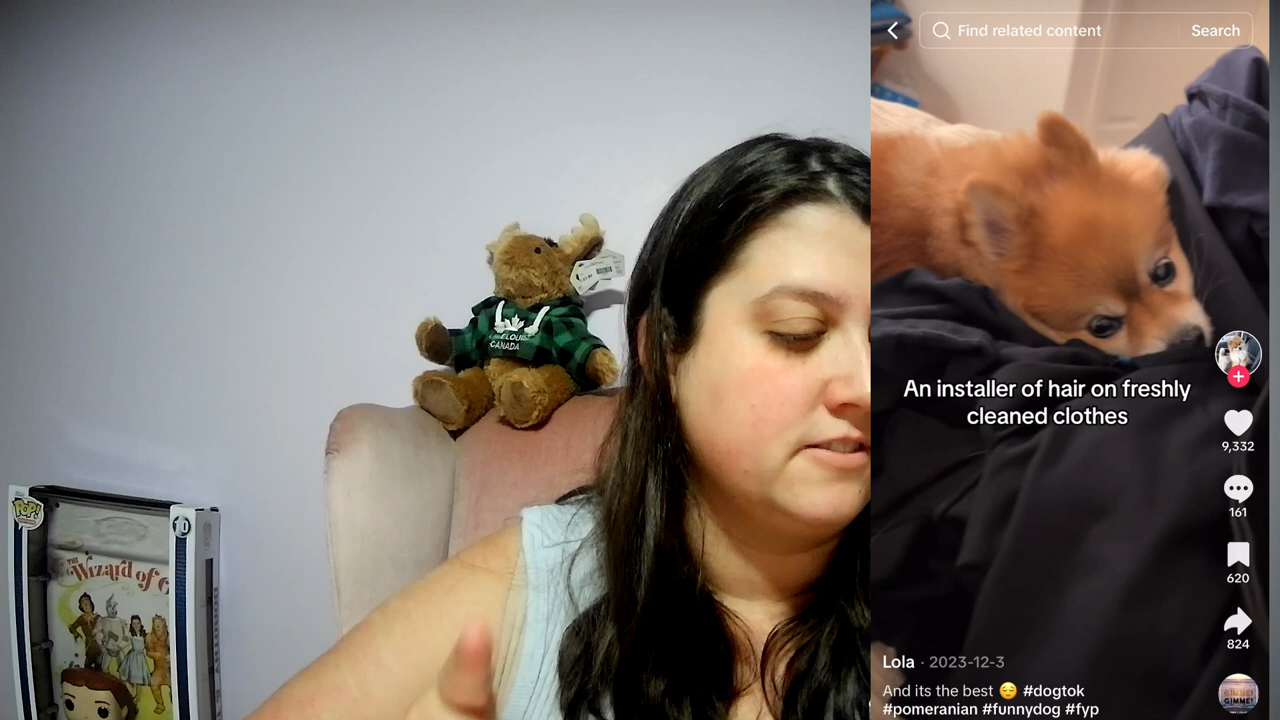 Find related content
Search
An installer of hair on freshly
cleaned clothes
9,332
161
620
824
Lola · 2023-12-3
And its the best 😌 #dogtok
#pomeranian #funnydog #fyp
CANADA
POP!
10
THE
Wizard of